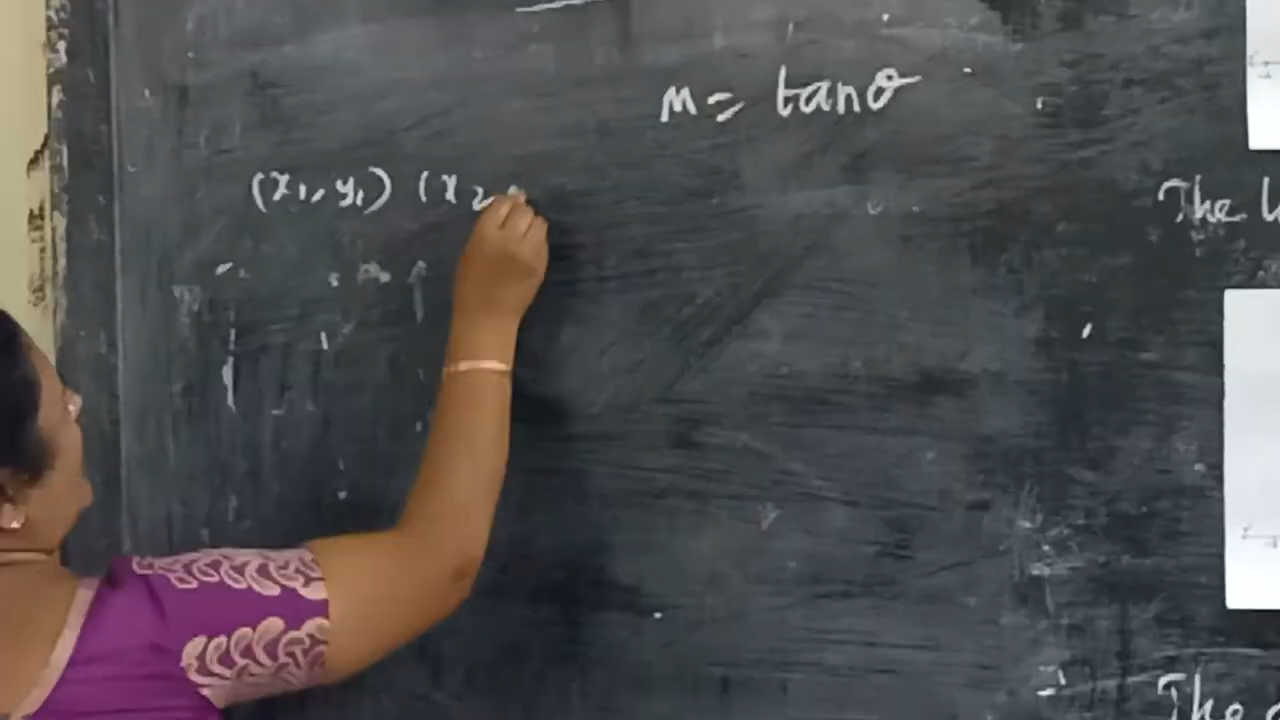 m = tanθ
(x₁, y₁) (x₂
The
The